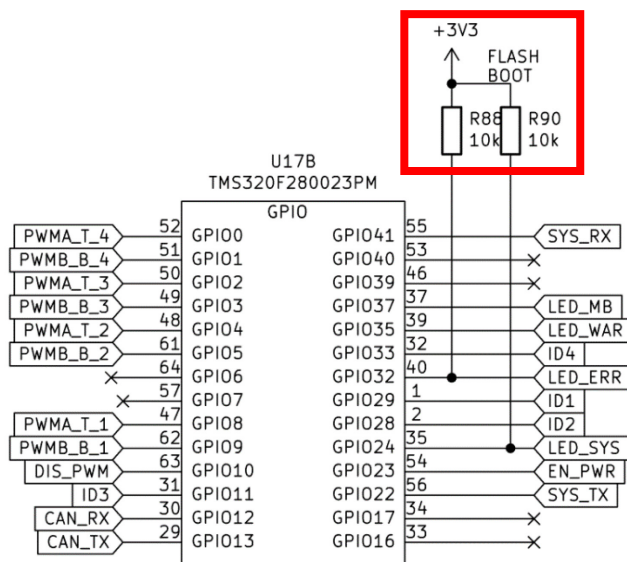 +3V3
FLASH
BOOT
R88 R90
10k 10k
U17B
TMS320F280023PM
GPIO
PWMA_T_4 52 GPIO0 GPIO41 55 SYS_RX
PWMB_B_4 51 GPIO1 GPIO40 53
PWMA_T_3 50 GPIO2 GPIO39 46
PWMB_B_3 49 GPIO3 GPIO37 37 LED_MB
PWMA_T_2 48 GPIO4 GPIO35 39 LED_WAR
PWMB_B_2 61 GPIO5 GPIO33 32 ID4
64 GPIO6 GPIO32 40 LED_ERR
57 GPIO7 GPIO29 1 ID1
PWMA_T_1 47 GPIO8 GPIO28 2 ID2
PWMB_B_1 62 GPIO9 GPIO24 35 LED_SYS
DIS_PWM 63 GPIO10 GPIO23 54 EN_PWR
ID3 31 GPIO11 GPIO22 56 SYS_TX
CAN_RX 30 GPIO12 GPIO17 34
CAN_TX 29 GPIO13 GPIO16 33